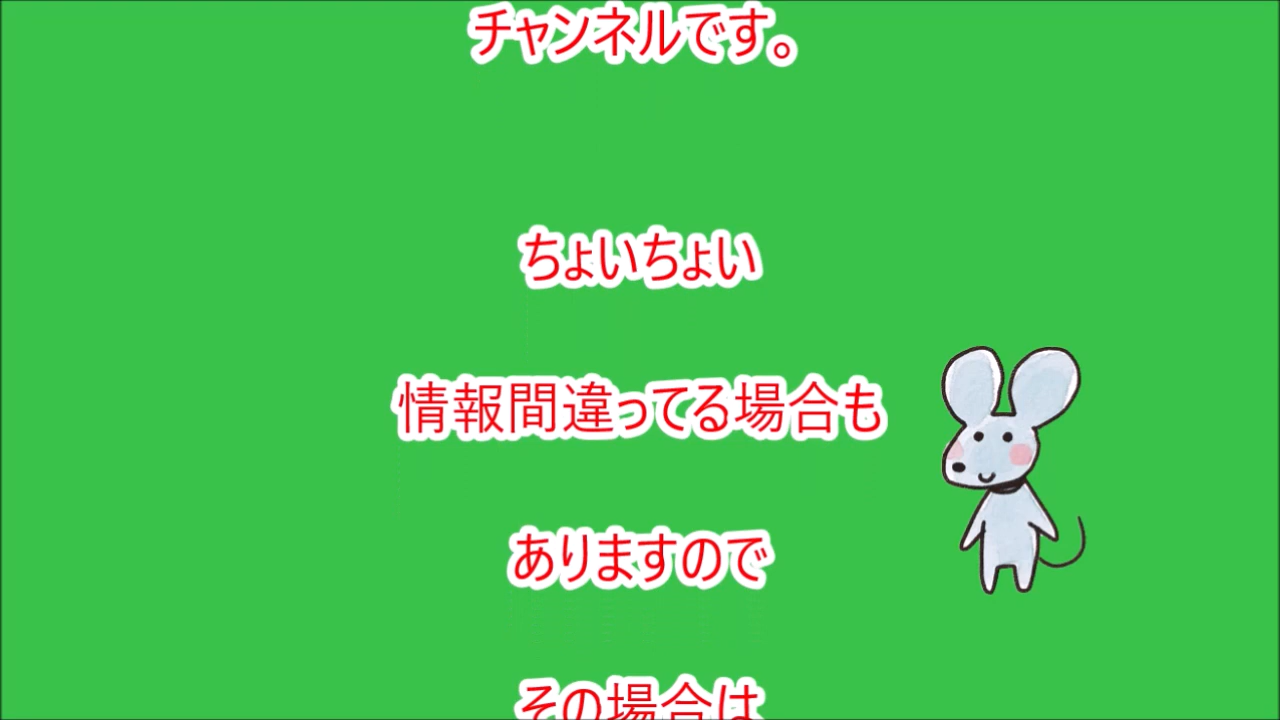 チャンネルです。
ちょいちょい
情報間違ってる場合も
ありますので
その場合は